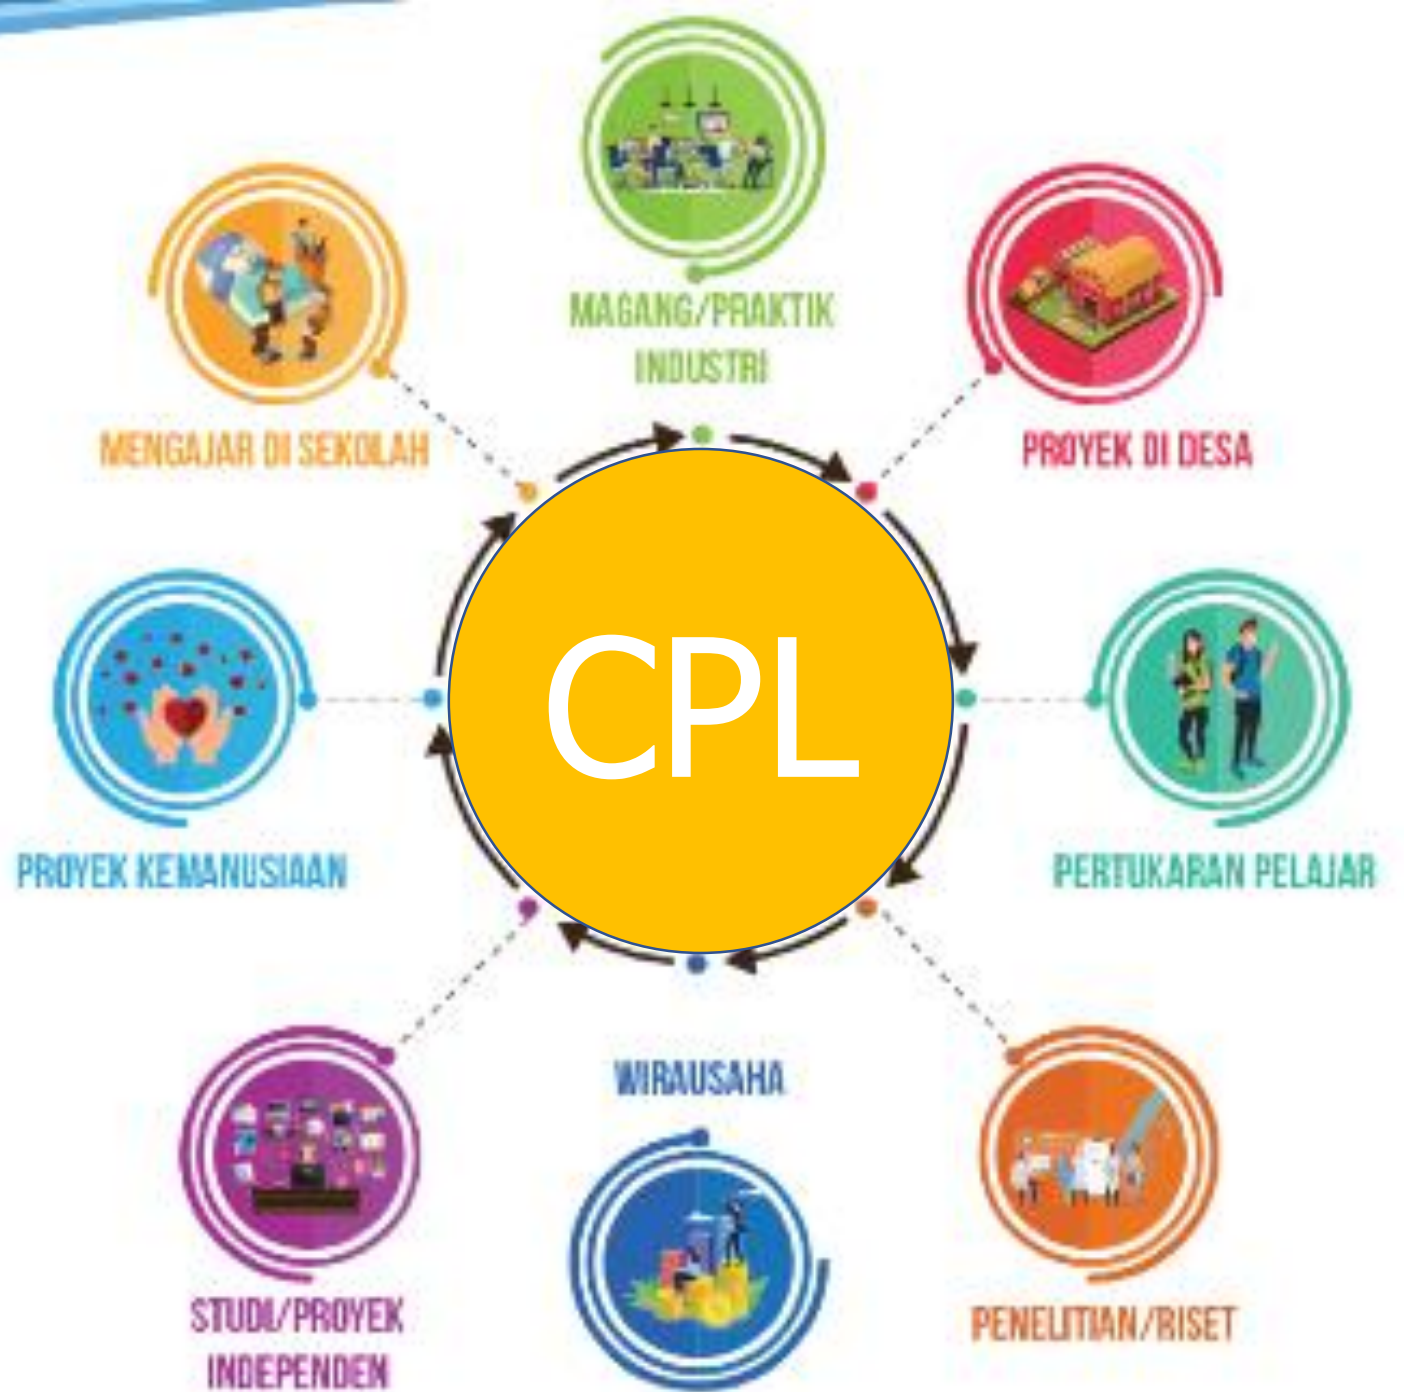 MAGANG/PRAKTIK
INDUSTRI
MENGAJAR DI SEKOLAH
PROYEK DI DESA
CPL
PROYEK KEMANUSIAAN
PERTUKARAN PELAJAR
WIRAUSAHA
STUDI/PROYEK
INDEPENDEN
PENELITIAN/RISET